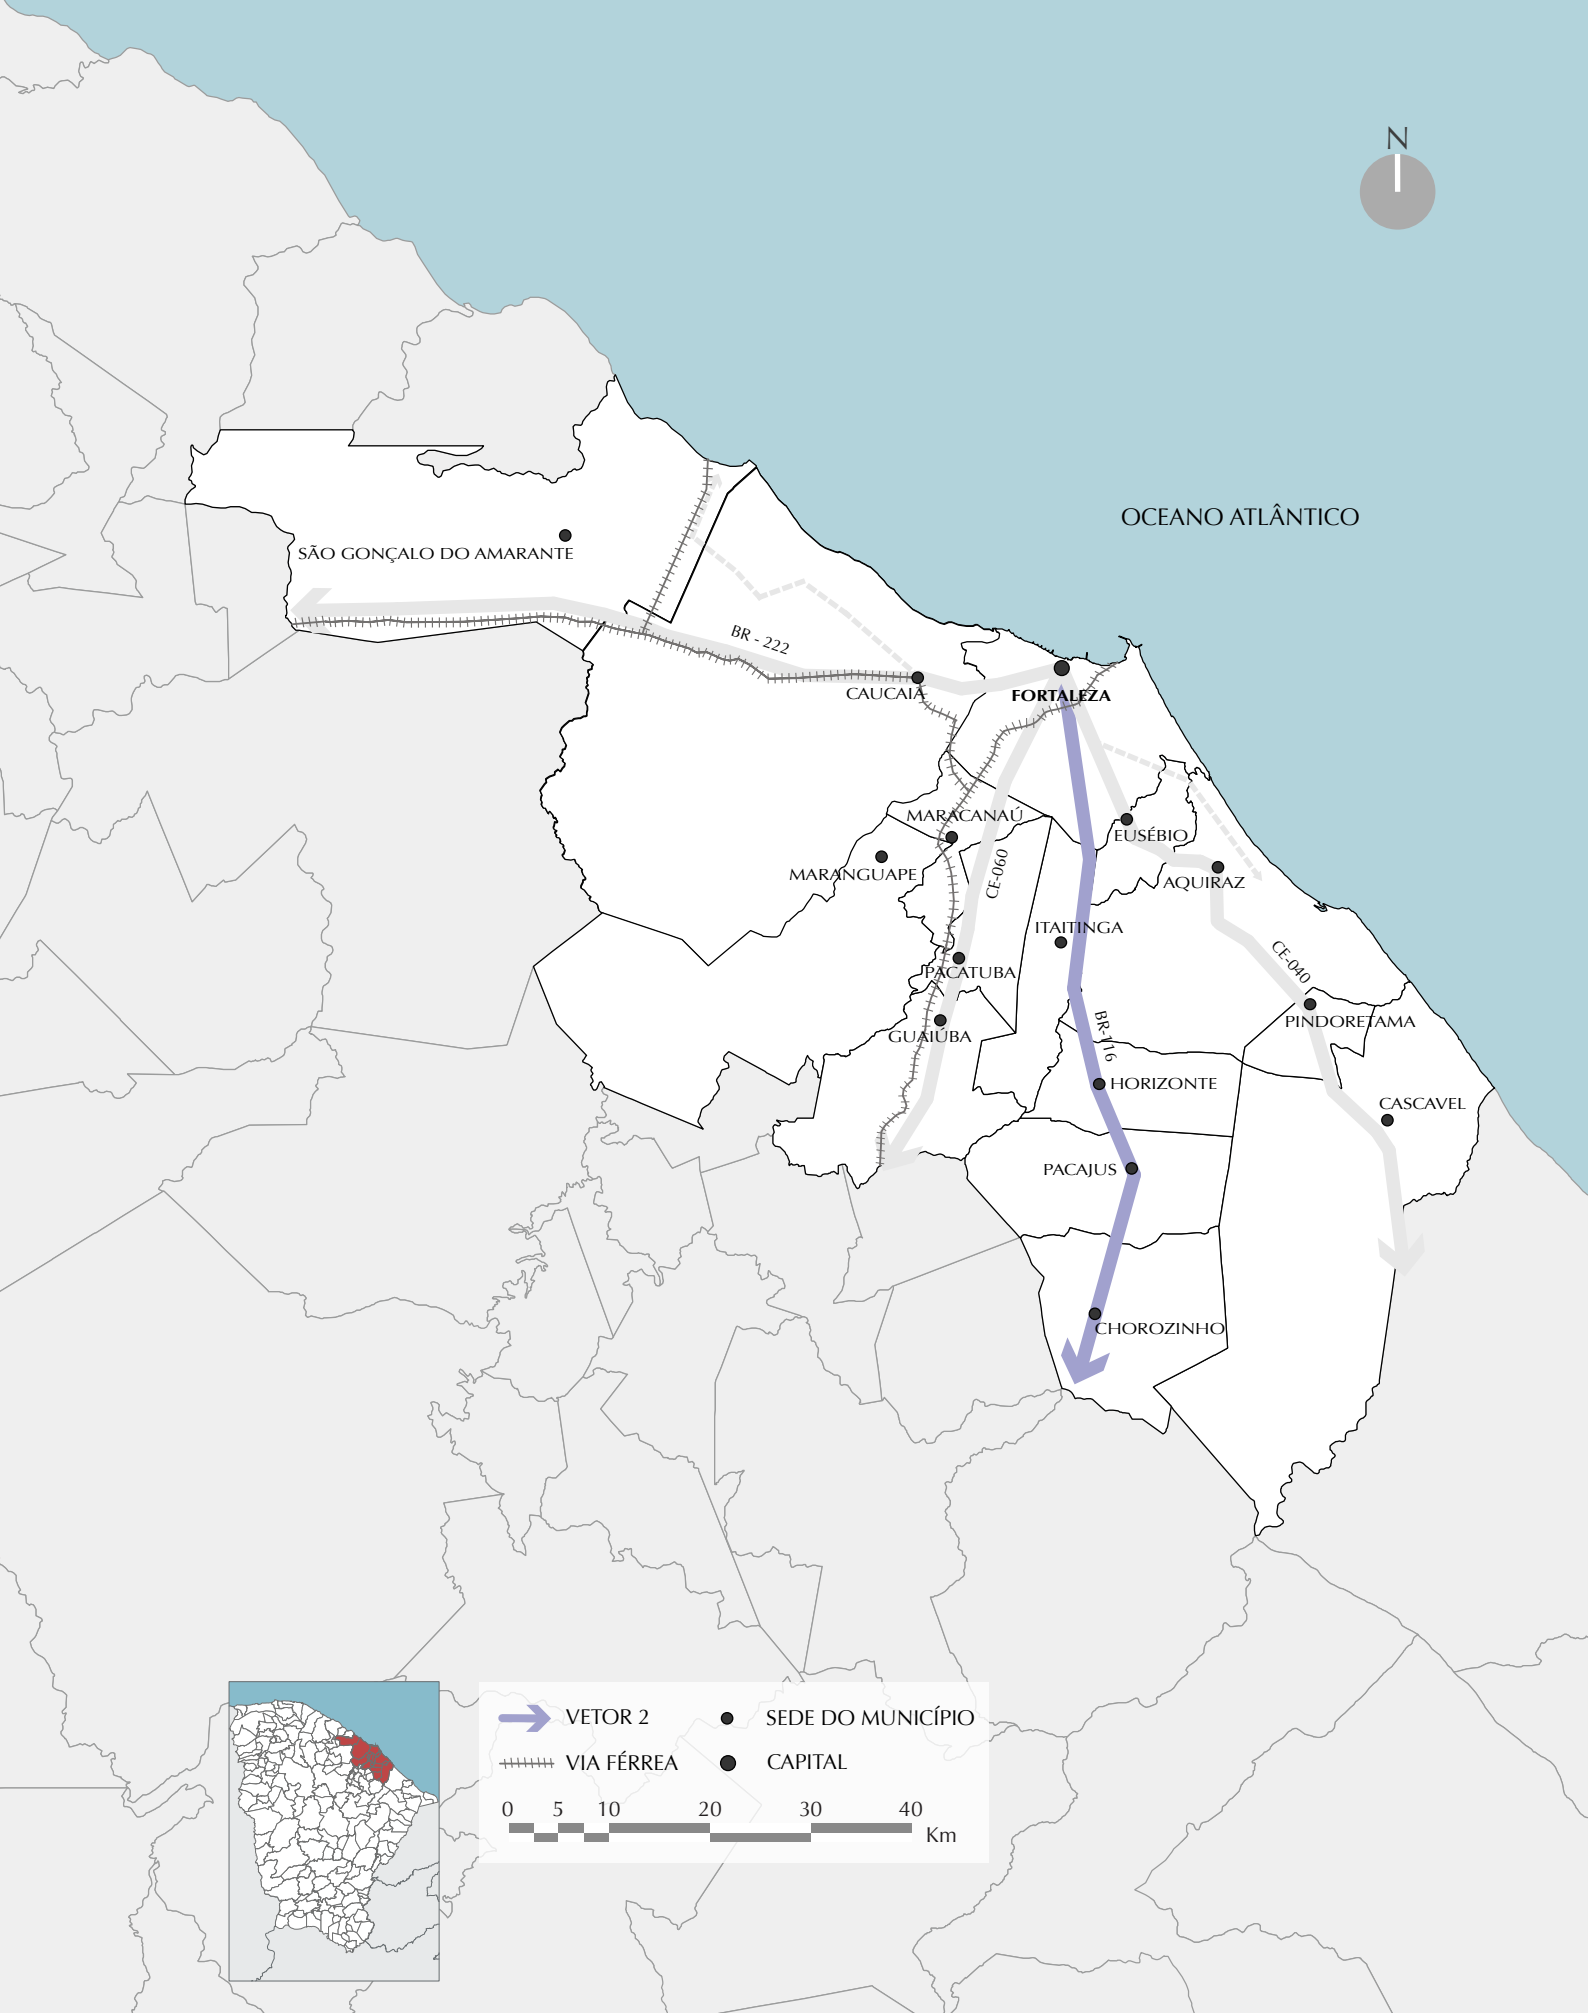 N
OCEANO ATLÂNTICO
SÃO GONÇALO DO AMARANTE
BR - 222
CAUCAIA
FORTALEZA
MARACANAÚ
EUSÉBIO
MARANGUAPE
CE-060
AQUIRAZ
ITAITINGA
CE-040
PACATUBA
PINDORETAMA
GUAIÚBA
BR-116
HORIZONTE
CASCAVEL
PACAJUS
CHOROZINHO
VETOR 2
SEDE DO MUNICÍPIO
VIA FÉRREA
CAPITAL
0 5 10 20 30 40
Km